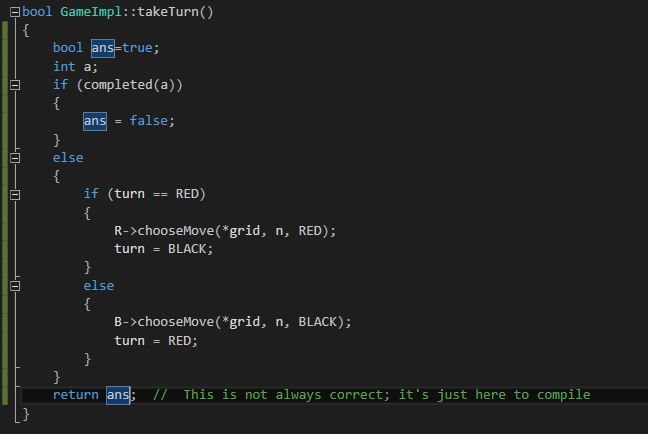 bool GameImpl::takeTurn()
{
    bool ans=true;
    int a;
    if (completed(a))
    {
        ans = false;
    }
    else
    {
        if (turn == RED)
        {
            R->chooseMove(*grid, n, RED);
            turn = BLACK;
        }
        else
        {
            B->chooseMove(*grid, n, BLACK);
            turn = RED;
        }
    }
    return ans;  //  This is not always correct; it's just here to compile
}